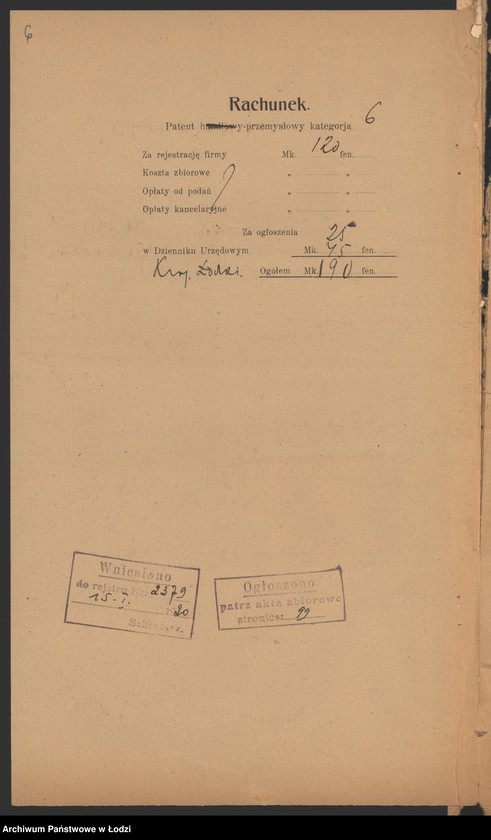 6
Rachunek.
Patent handlowy-przemysłowy kategorja 6
Za rejestrację firmy Mk. 120 fen.
Koszta zbiorowe " "
Opłaty od podań " "
Opłaty kancelaryjne " "
Za ogłoszenia 25
w Dzienniku Urzędowym Mk. 45 fen.
Ogółem Mk. 190 fen.
Wniesiono
do rejestru 2379
15. I. 1920
Sekretarz.
Ogłoszono
patrz akta zbiorowe
stronica: 99
Archiwum Państwowe w Łodzi